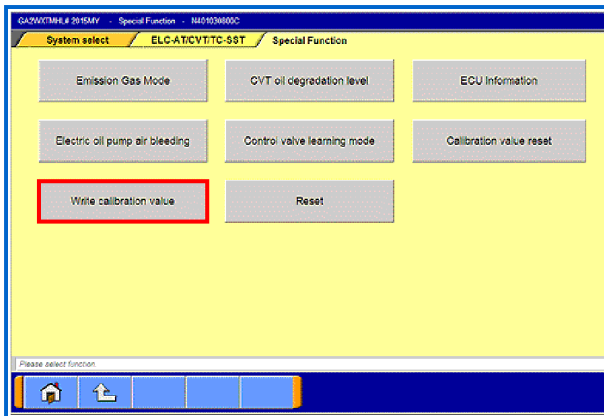 GA2WXTMHL# 2015MY - Special Function - N401030800C
System select ELC-AT/CVT/TC-SST Special Function
Emission Gas Mode CVT oil degradation level ECU Information
Electric oil pump air bleeding Control valve learning mode Calibration value reset
Write calibration value Reset
Please select function